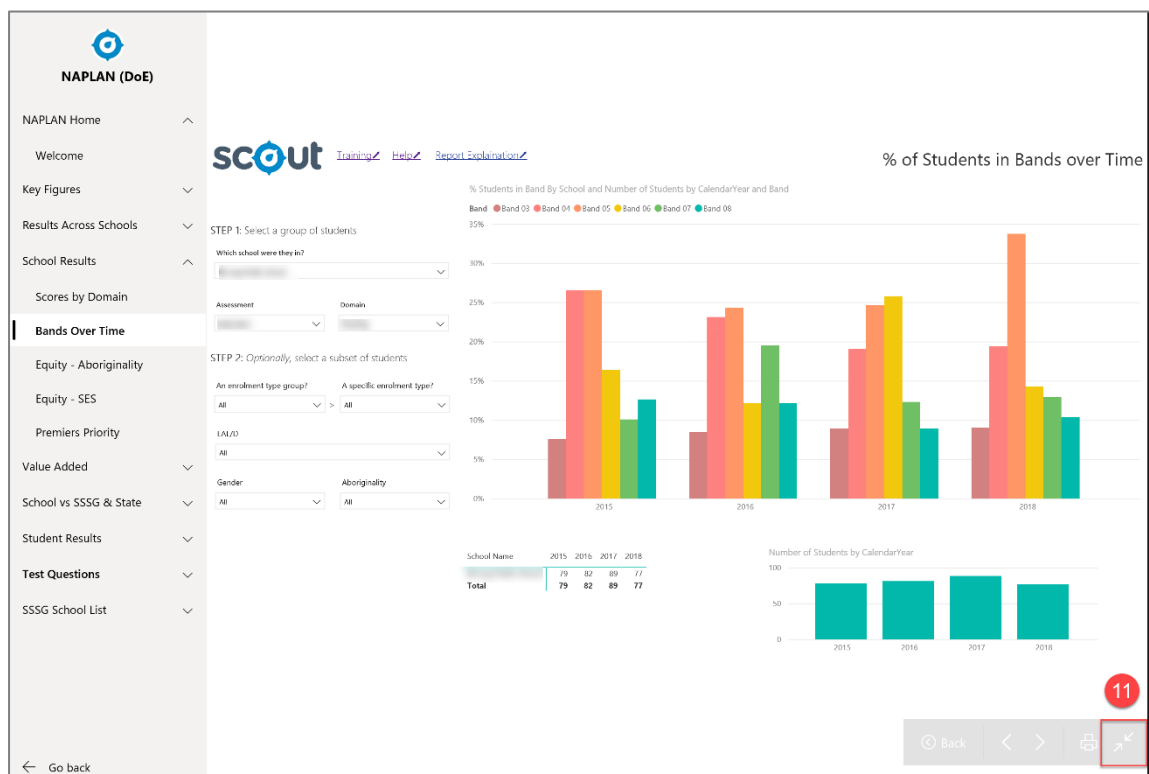 NAPLAN (DoE)
NAPLAN Home
Welcome
Key Figures
Results Across Schools
School Results
Scores by Domain
Bands Over Time
Equity - Aboriginality
Equity - SES
Premiers Priority
Value Added
School vs SSSG & State
Student Results
Test Questions
SSSG School List
Go back
scout
Training Help Report Explaination
% of Students in Bands over Time
STEP 1: Select a group of students
Which school were they in?
Assessment Domain
STEP 2: Optionally, select a subset of students
An enrolment type group? A specific enrolment type?
All > All
EAL/D
All
Gender Aboriginality
All All
% Students in Band By School and Number of Students by CalendarYear and Band
Band Band 03 Band 04 Band 05 Band 06 Band 07 Band 08
35%
30%
25%
20%
15%
10%
5%
0%
2015 2016 2017 2018
School Name 2015 2016 2017 2018
79 82 89 77
Total 79 82 89 77
Number of Students by CalendarYear
100
50
0
2015 2016 2017 2018
11
Back